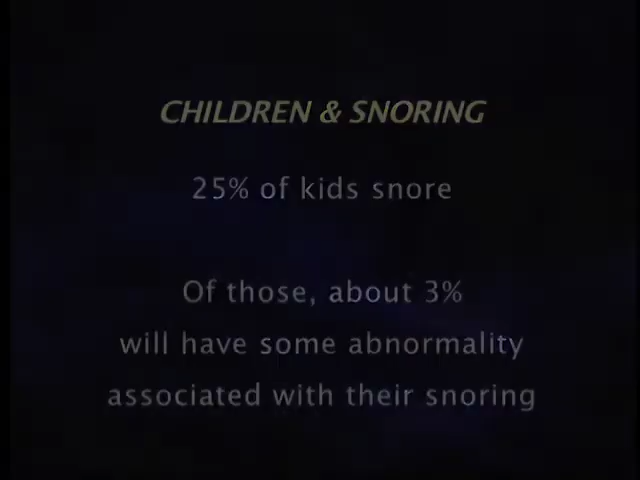 CHILDREN & SNORING
25% of kids snore
Of those, about 3%
will have some abnormality
associated with their snoring